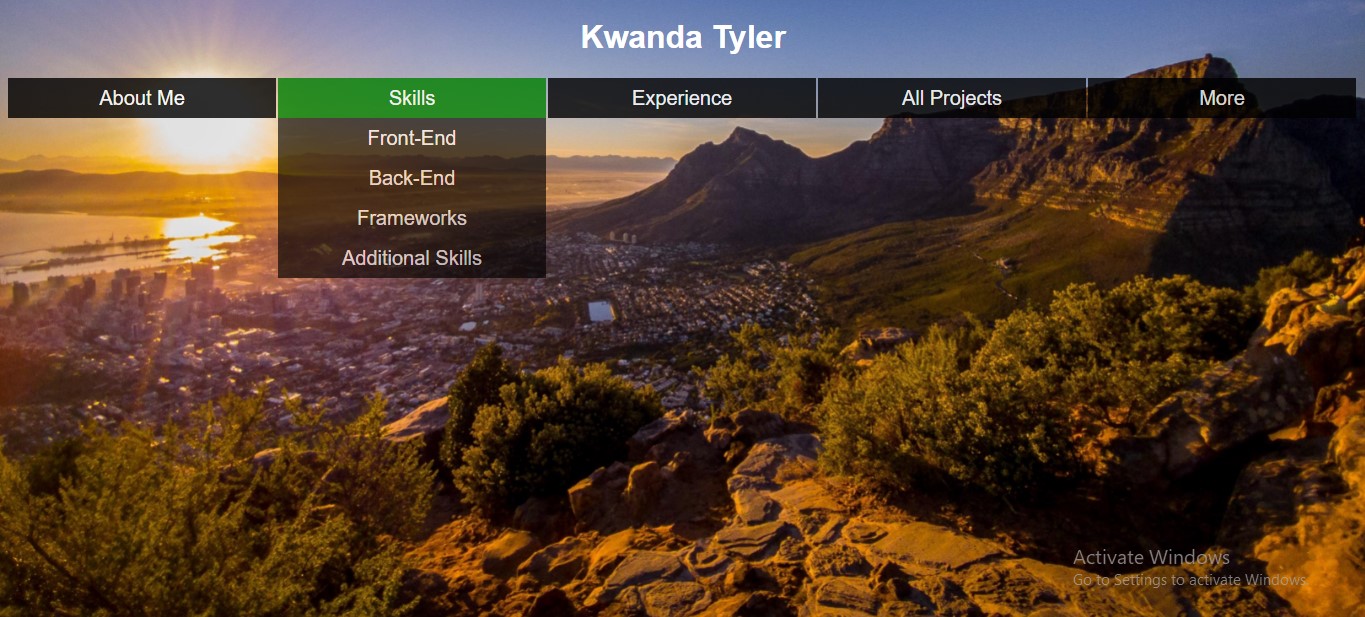 Kwanda Tyler
About Me Skills Experience All Projects More
Front-End
Back-End
Frameworks
Additional Skills
Activate Windows
Go to Settings to activate Windows